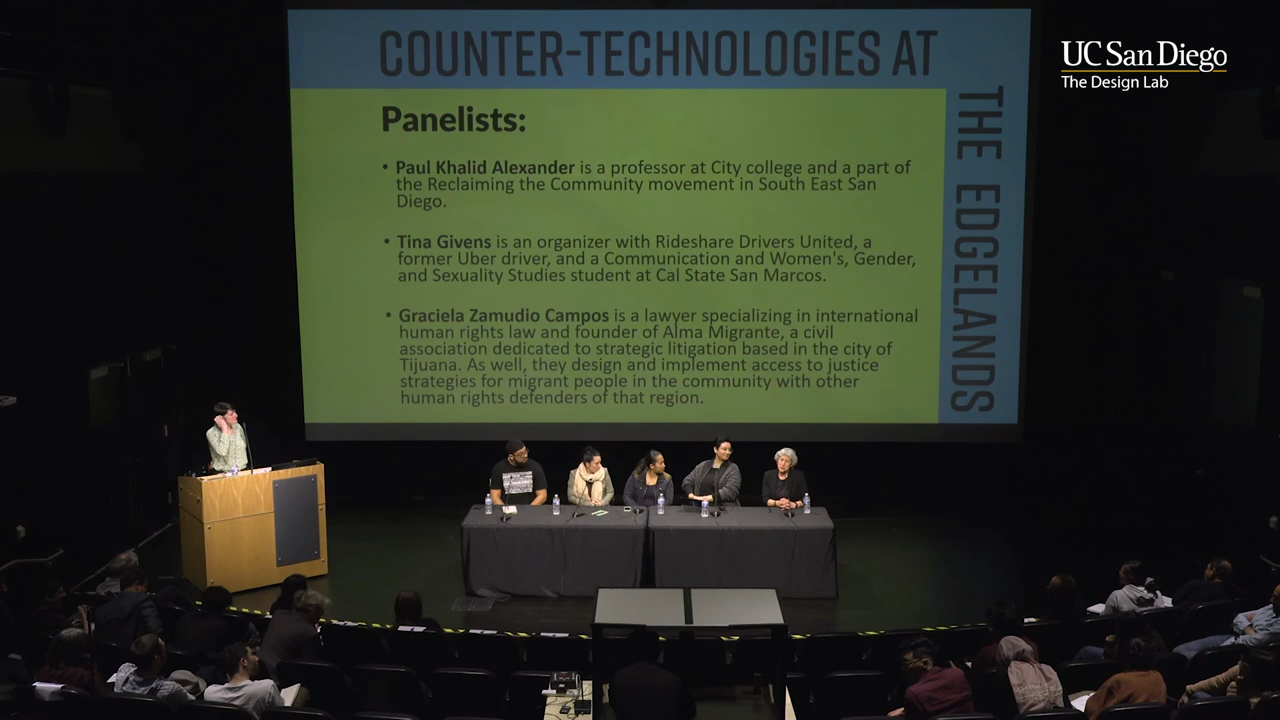 COUNTER-TECHNOLOGIES AT
THE EDGELANDS
UC San Diego
The Design Lab
Panelists:
• Paul Khalid Alexander is a professor at City college and a part of
the Reclaiming the Community movement in South East San
Diego.
• Tina Givens is an organizer with Rideshare Drivers United, a
former Uber driver, and a Communication and Women's, Gender,
and Sexuality Studies student at Cal State San Marcos.
• Graciela Zamudio Campos is a lawyer specializing in international
human rights law and founder of Alma Migrante, a civil
association dedicated to strategic litigation based in the city of
Tijuana. As well, they design and implement access to justice
strategies for migrant people in the community with other
human rights defenders of that region.